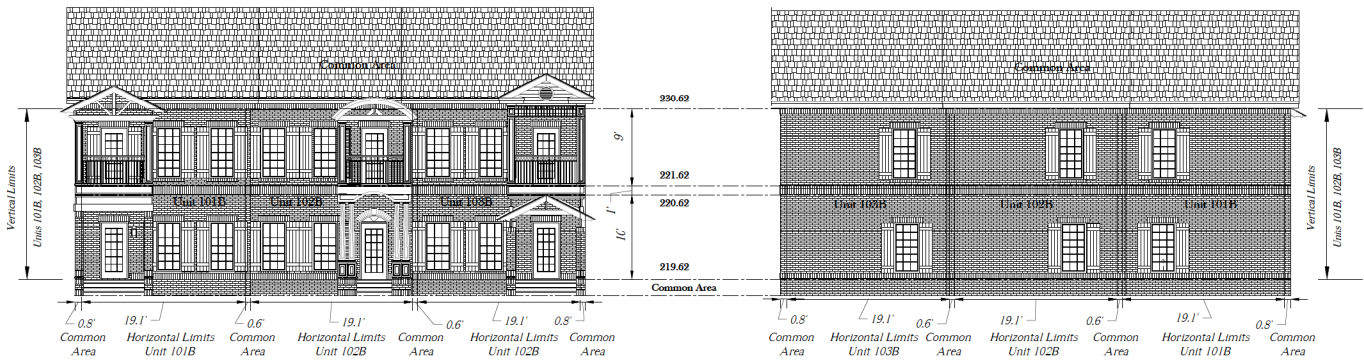 Common Area
Common Area
230.62
9'
221.62
1'
220.62
10'
219.62
Common Area
Vertical Limits
Units 101B, 102B, 103B
Unit 101B
Unit 102B
Unit 103B
Unit 103B
Unit 102B
Unit 101B
Vertical Limits
Units 101B, 102B, 103B
0.8'
19.1'
0.6'
19.1'
0.6'
19.1'
0.8'
Common
Area
Horizontal Limits
Unit 101B
Common
Area
Horizontal Limits
Unit 102B
Common
Area
Horizontal Limits
Unit 102B
Common
Area
0.8'
19.1'
0.6'
19.1'
0.6'
19.1'
0.8'
Common
Area
Horizontal Limits
Unit 103B
Common
Area
Horizontal Limits
Unit 102B
Common
Area
Horizontal Limits
Unit 101B
Common
Area